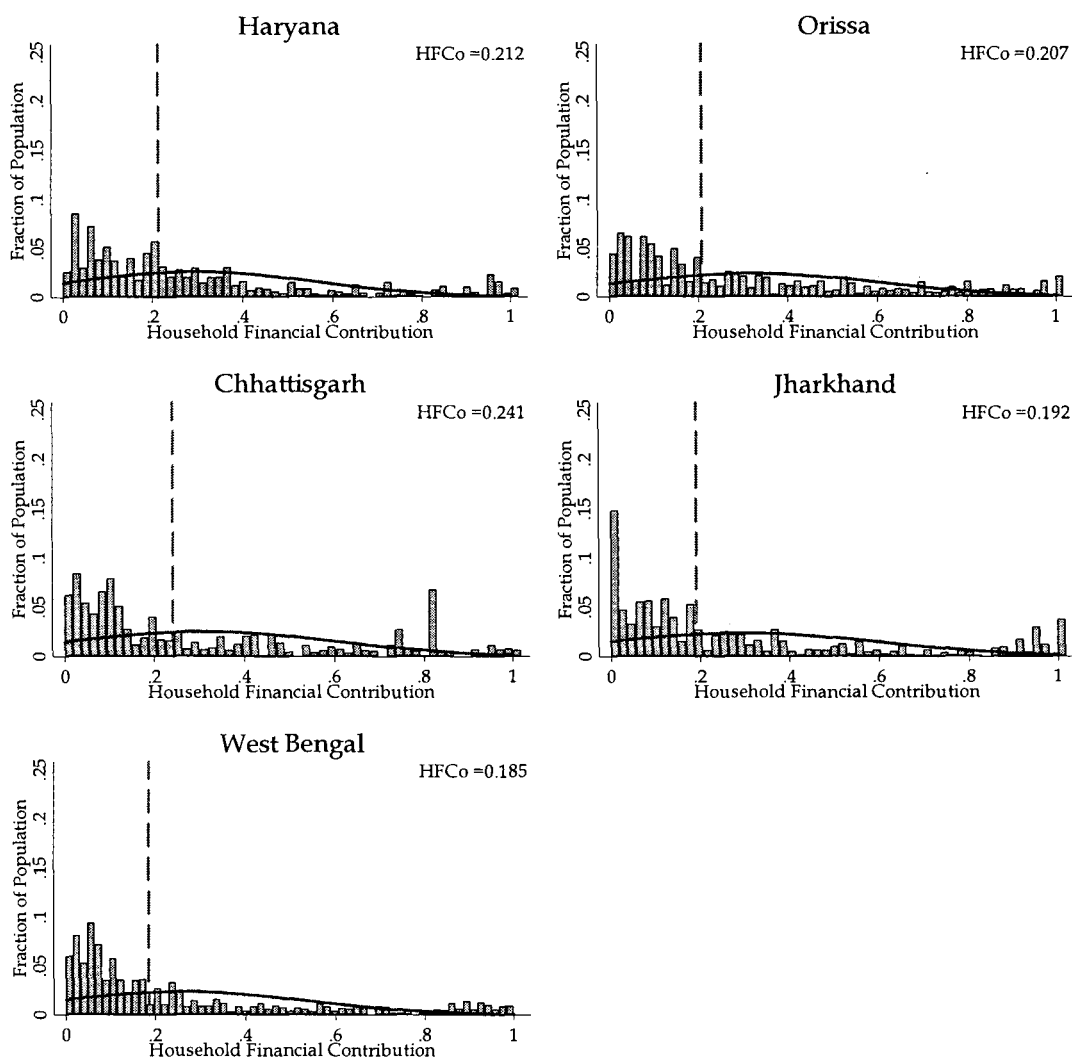 Haryana
HFCo =0.212
Fraction of Population
0 .05 .1 .15 .2 .25
0 .2 .4 .6 .8 1
Household Financial Contribution
Orissa
HFCo =0.207
Fraction of Population
0 .05 .1 .15 .2 .25
0 .2 .4 .6 .8 1
Household Financial Contribution
Chhattisgarh
HFCo =0.241
Fraction of Population
0 .05 .1 .15 .2 .25
0 .2 .4 .6 .8 1
Household Financial Contribution
Jharkhand
HFCo =0.192
Fraction of Population
0 .05 .1 .15 .2 .25
0 .2 .4 .6 .8 1
Household Financial Contribution
West Bengal
HFCo =0.185
Fraction of Population
0 .05 .1 .15 .2 .25
0 .2 .4 .6 .8 1
Household Financial Contribution